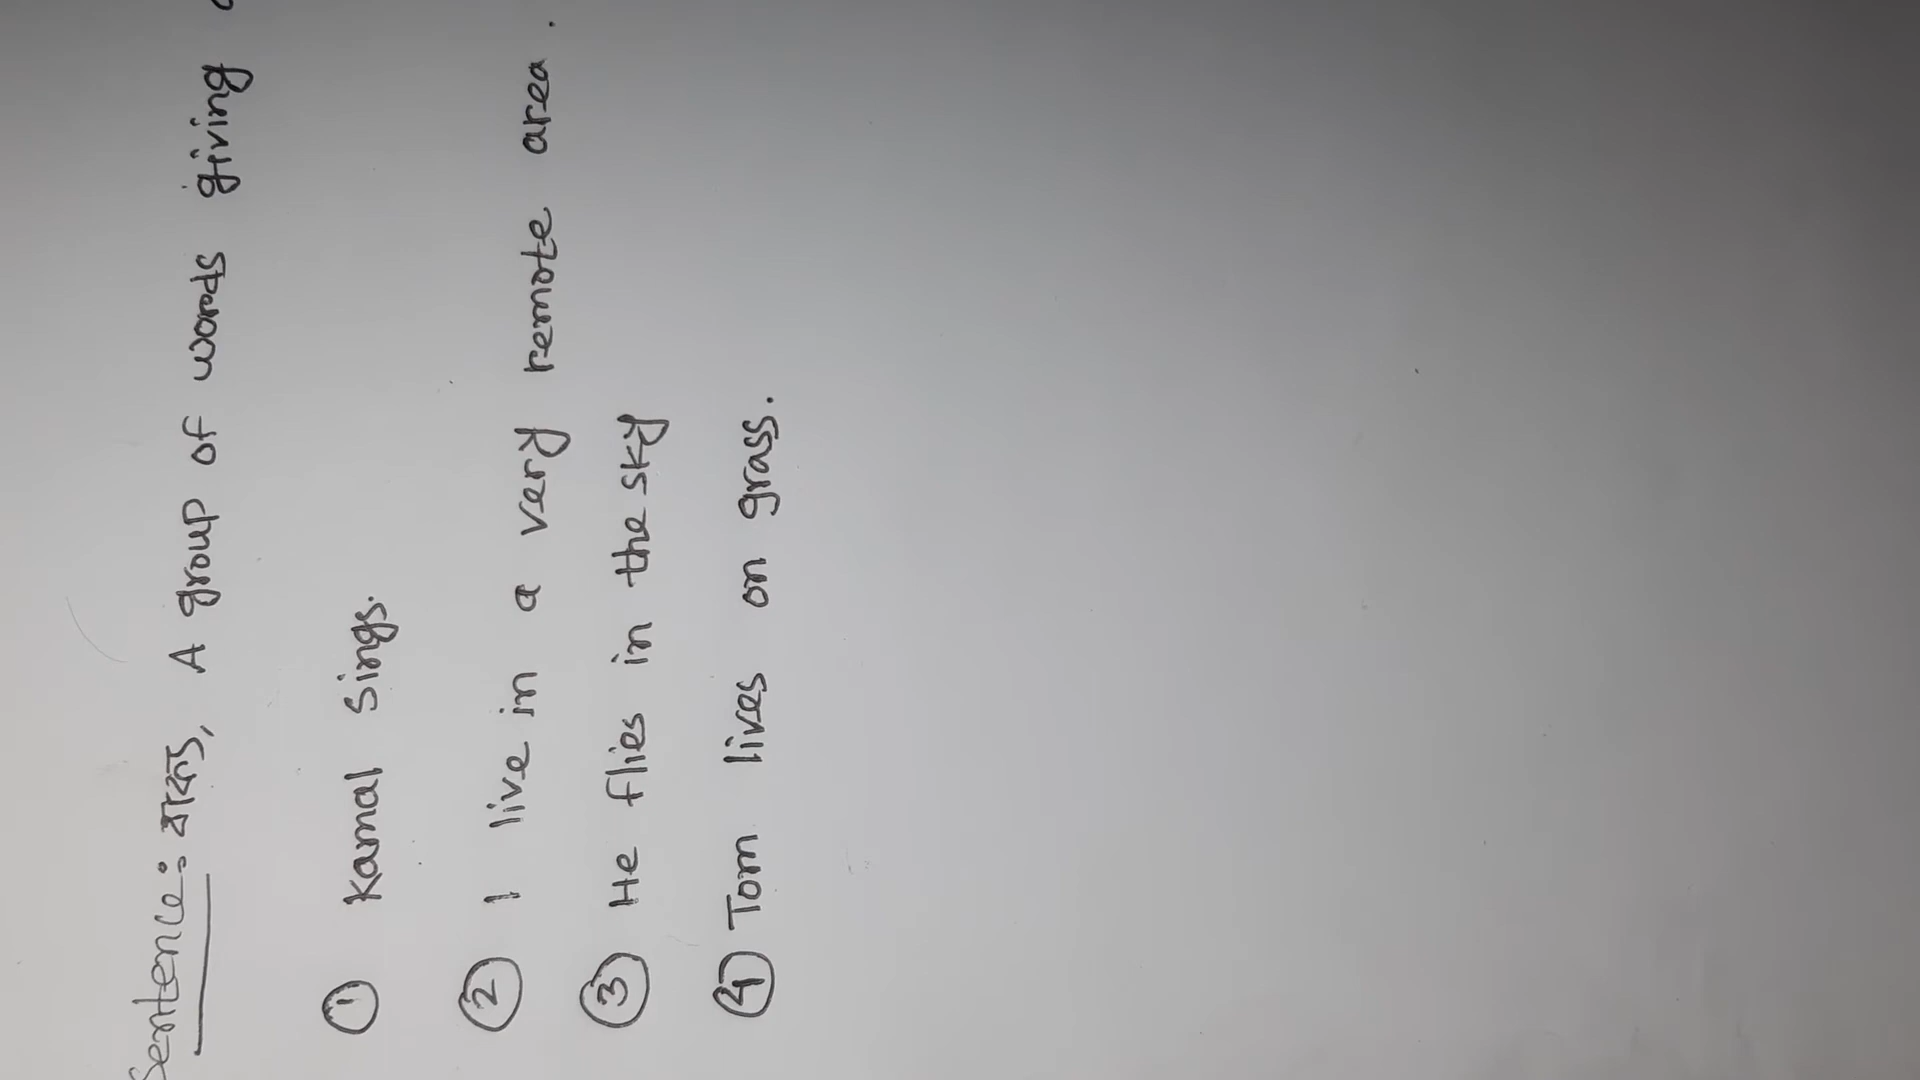 Sentence: বাক্য, A group of words giving
① Kamal Sings.
② I live in a very remote area.
③ He flies in the sky
④ Tom lives on grass.